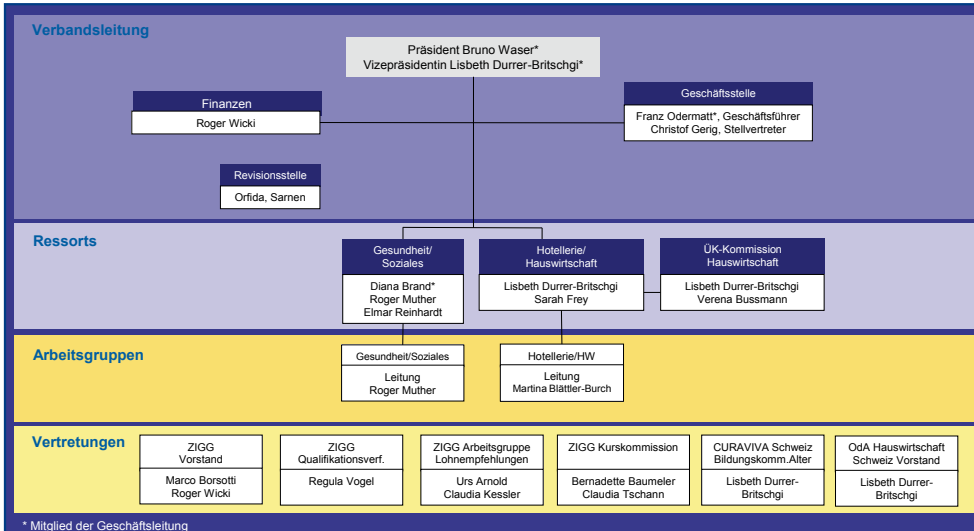 Verbandsleitung
Präsident Bruno Waser*
Vizepräsidentin Lisbeth Durrer-Britschgi*
Finanzen
Roger Wicki
Geschäftsstelle
Franz Odermatt*, Geschäftsführer
Christof Gerig, Stellvertreter
Revisionsstelle
Orfida, Sarnen
Ressorts
Gesundheit/
Soziales
Diana Brand*
Roger Muther
Elmar Reinhardt
Hotellerie/
Hauswirtschaft
Lisbeth Durrer-Britschgi
Sarah Frey
ÜK-Kommission
Hauswirtschaft
Lisbeth Durrer-Britschgi
Verena Bussmann
Arbeitsgruppen
Gesundheit/Soziales
Leitung
Roger Muther
Hotellerie/HW
Leitung
Martina Blättler-Burch
Vertretungen
ZIGG
Vorstand
Marco Borsotti
Roger Wicki
ZIGG
Qualifikationsverf.
Regula Vogel
ZIGG Arbeitsgruppe
Lohnempfehlungen
Urs Arnold
Claudia Kessler
ZIGG Kurskommission
Bernadette Baumeler
Claudia Tschann
CURAVIVA Schweiz
Bildungskomm.Alter
Lisbeth Durrer-
Britschgi
OdA Hauswirtschaft
Schweiz Vorstand
Lisbeth Durrer-
Britschgi
* Mitglied der Geschäftsleitung